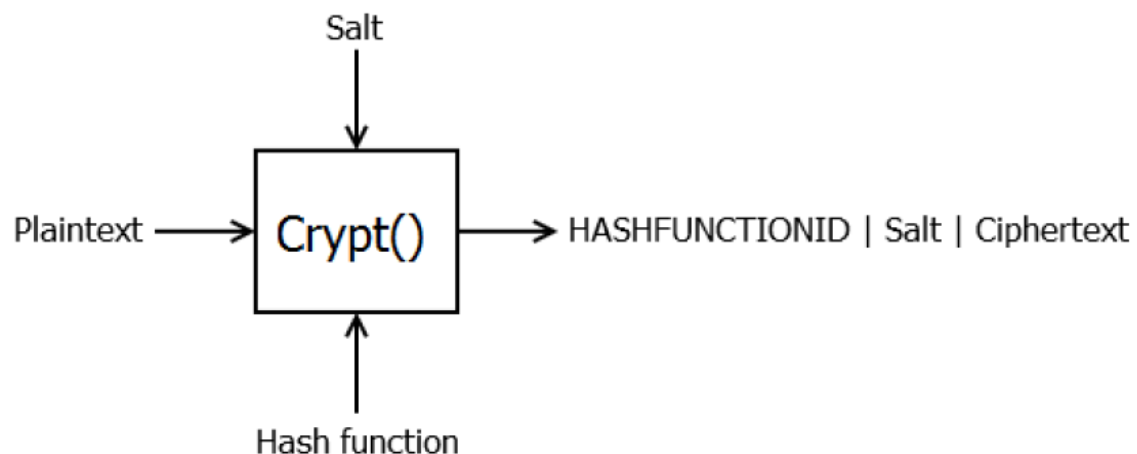 Salt
Plaintext
Crypt()
HASHFUNCTIONID | Salt | Ciphertext
Hash function